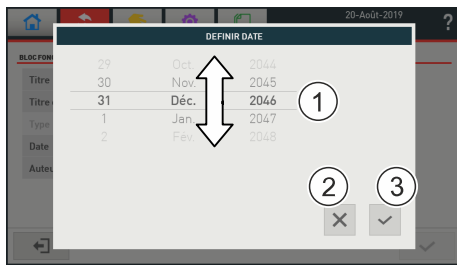 20-Août-2019
?
DEFINIR DATE
BLOC FON
Titre
Titre
Type
Date
Auteu
29 Oct. 2044
30 Nov. 2045
31 Déc. 2046
1 Jan. 2047
2 Fév. 2048
1
2
3